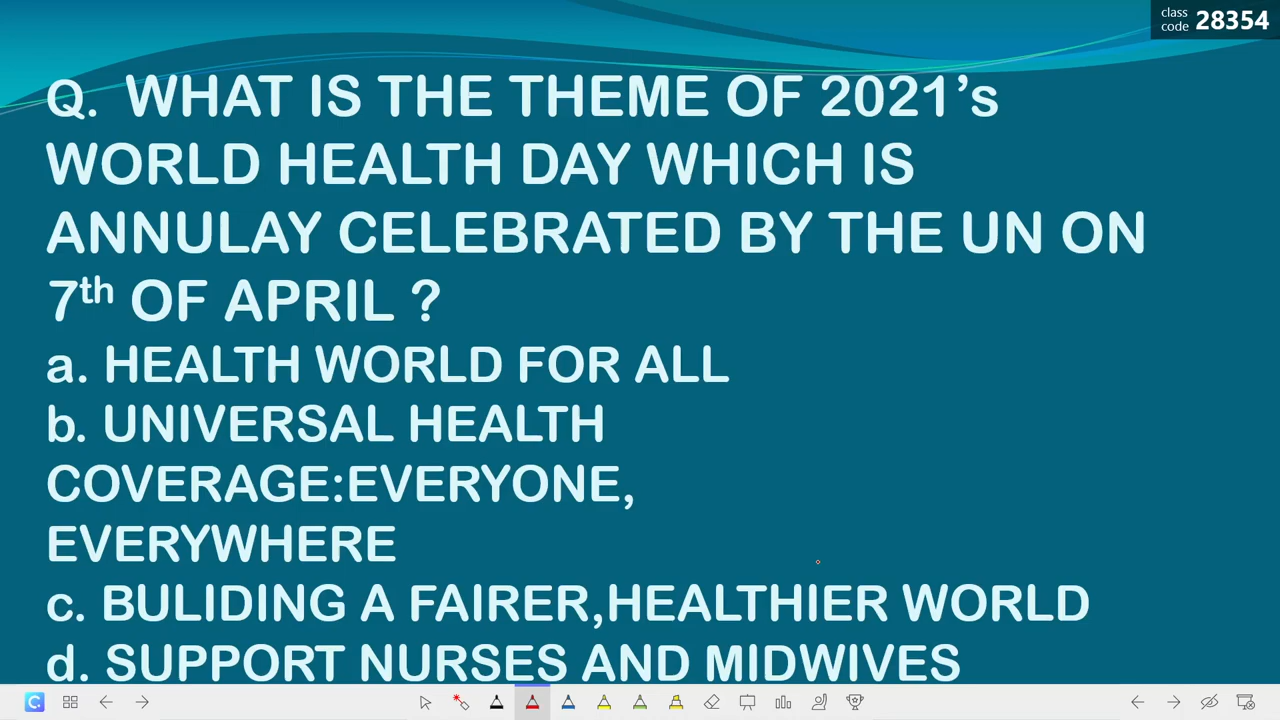 class
code 28354
Q. WHAT IS THE THEME OF 2021’s
WORLD HEALTH DAY WHICH IS
ANNULAY CELEBRATED BY THE UN ON
7th OF APRIL ?
a. HEALTH WORLD FOR ALL
b. UNIVERSAL HEALTH
COVERAGE:EVERYONE,
EVERYWHERE
c. BULIDING A FAIRER,HEALTHIER WORLD
d. SUPPORT NURSES AND MIDWIVES